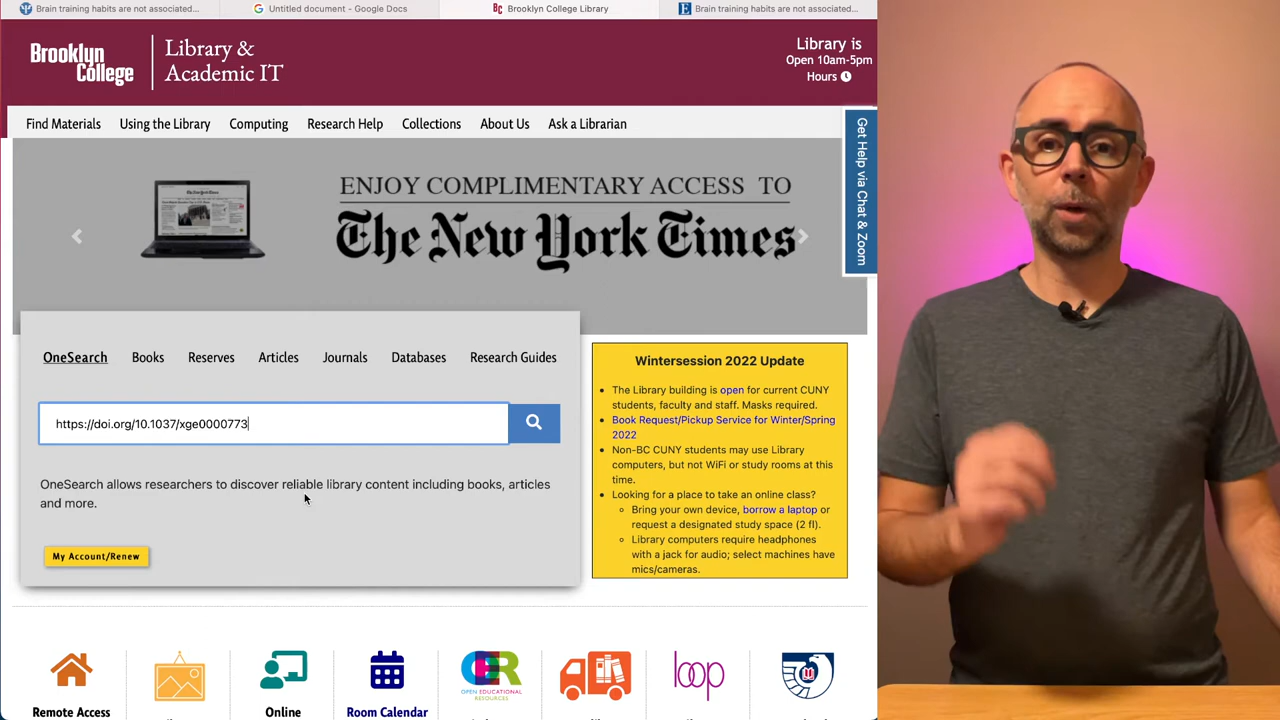 Brain training habits are not associated...
Untitled document - Google Docs
Brooklyn College Library
Brain training habits are not associated...
Brooklyn
College
Library &
Academic IT
Library is
Open 10am-5pm
Hours
Find Materials
Using the Library
Computing
Research Help
Collections
About Us
Ask a Librarian
Get Help via Chat & Zoom
ENJOY COMPLIMENTARY ACCESS TO
The New York Times
OneSearch
Books
Reserves
Articles
Journals
Databases
Research Guides
https://doi.org/10.1037/xge0000773
OneSearch allows researchers to discover reliable library content including books, articles
and more.
My Account/Renew
Wintersession 2022 Update
The Library building is open for current CUNY
students, faculty and staff. Masks required.
Book Request/Pickup Service for Winter/Spring
2022
Non-BC CUNY students may use Library
computers, but not WiFi or study rooms at this
time.
Looking for a place to take an online class?
Bring your own device, borrow a laptop or
request a designated study space (2 fl).
Library computers require headphones
with a jack for audio; select machines have
mics/cameras.
OER
OPEN EDUCATIONAL
RESOURCES
loop
Remote Access
Online
Room Calendar